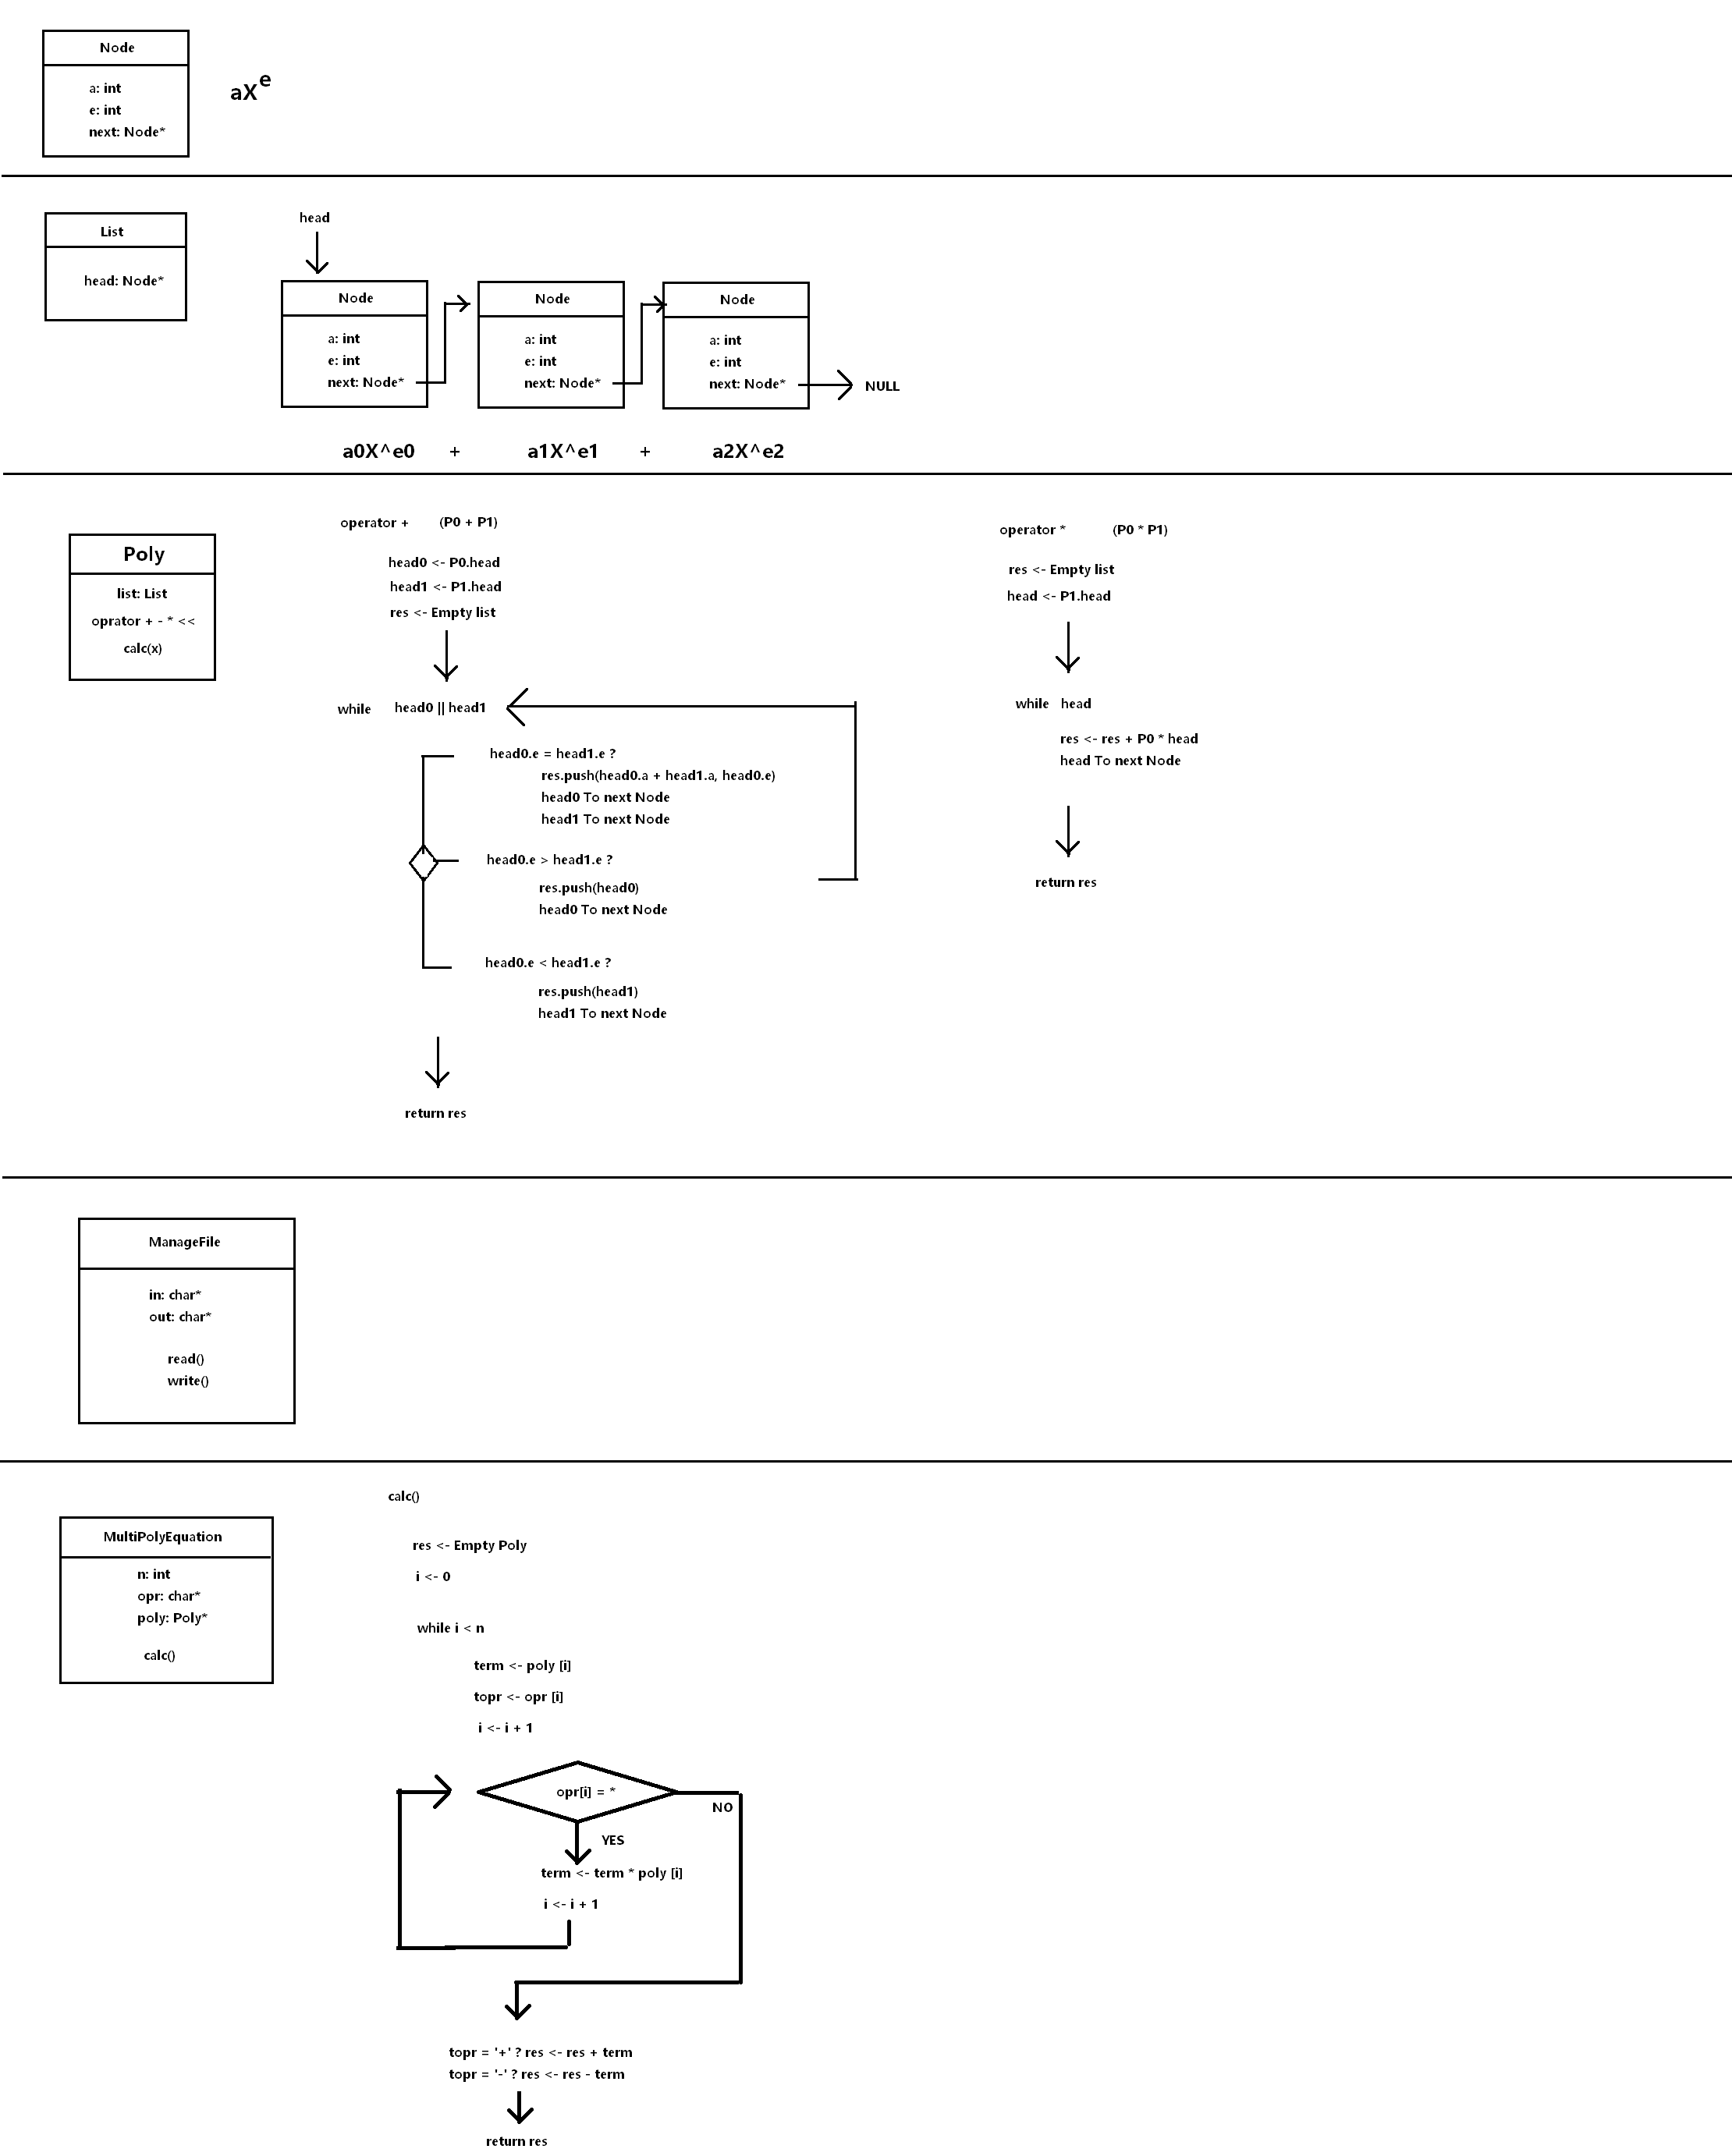 Node
a: int
e: int
next: Node*
aX^e
List
head: Node*
head
Node
a: int
e: int
next: Node*
Node
a: int
e: int
next: Node*
Node
a: int
e: int
next: Node*
NULL
a0X^e0 + a1X^e1 + a2X^e2
Poly
list: List
oprator + - * <<
calc(x)
operator + (P0 + P1)
head0 <- P0.head
head1 <- P1.head
res <- Empty list
while head0 || head1
head0.e = head1.e ?
res.push(head0.a + head1.a, head0.e)
head0 To next Node
head1 To next Node
head0.e > head1.e ?
res.push(head0)
head0 To next Node
head0.e < head1.e ?
res.push(head1)
head1 To next Node
return res
operator * (P0 * P1)
res <- Empty list
head <- P1.head
while head
res <- res + P0 * head
head To next Node
return res
ManageFile
in: char*
out: char*
read()
write()
MultiPolyEquation
n: int
opr: char*
poly: Poly*
calc()
calc()
res <- Empty Poly
i <- 0
while i < n
term <- poly [i]
topr <- opr [i]
i <- i + 1
opr[i] = *
NO
YES
term <- term * poly [i]
i <- i + 1
topr = '+' ? res <- res + term
topr = '-' ? res <- res - term
return res